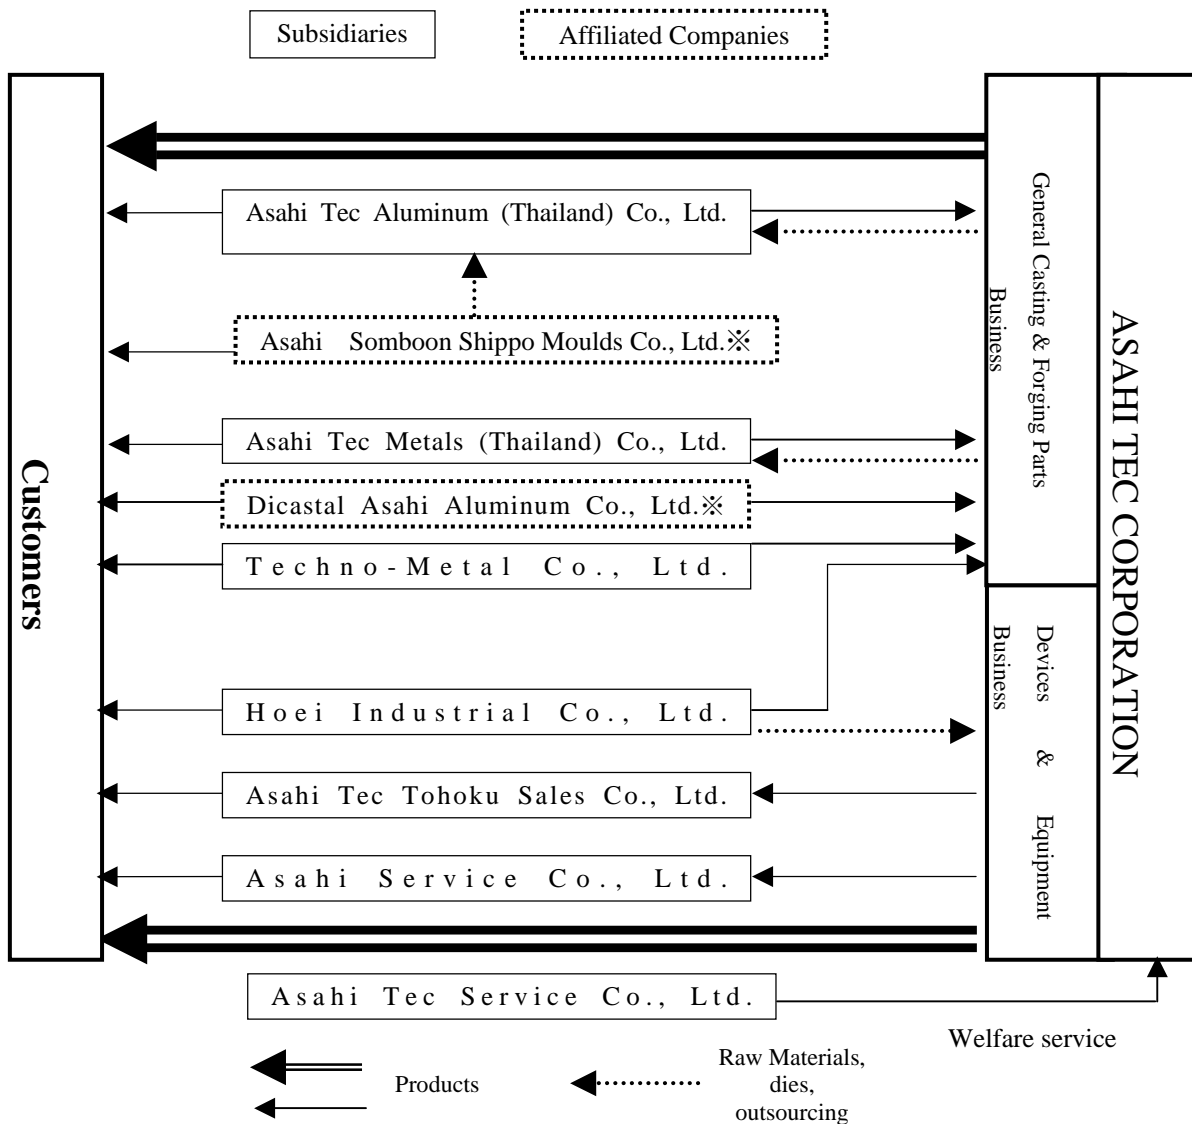 Subsidiaries
Affiliated Companies
Customers
Asahi Tec Aluminum (Thailand) Co., Ltd.
Asahi Somboon Shippo Moulds Co., Ltd.※
Asahi Tec Metals (Thailand) Co., Ltd.
Dicastal Asahi Aluminum Co., Ltd.※
Techno-Metal Co., Ltd.
Hoei Industrial Co., Ltd.
Asahi Tec Tohoku Sales Co., Ltd.
Asahi Service Co., Ltd.
Asahi Tec Service Co., Ltd.
General Casting & Forging Parts
Business
Devices & Equipment
Business
ASAHI TEC CORPORATION
Welfare service
Products
Raw Materials,
dies,
outsourcing